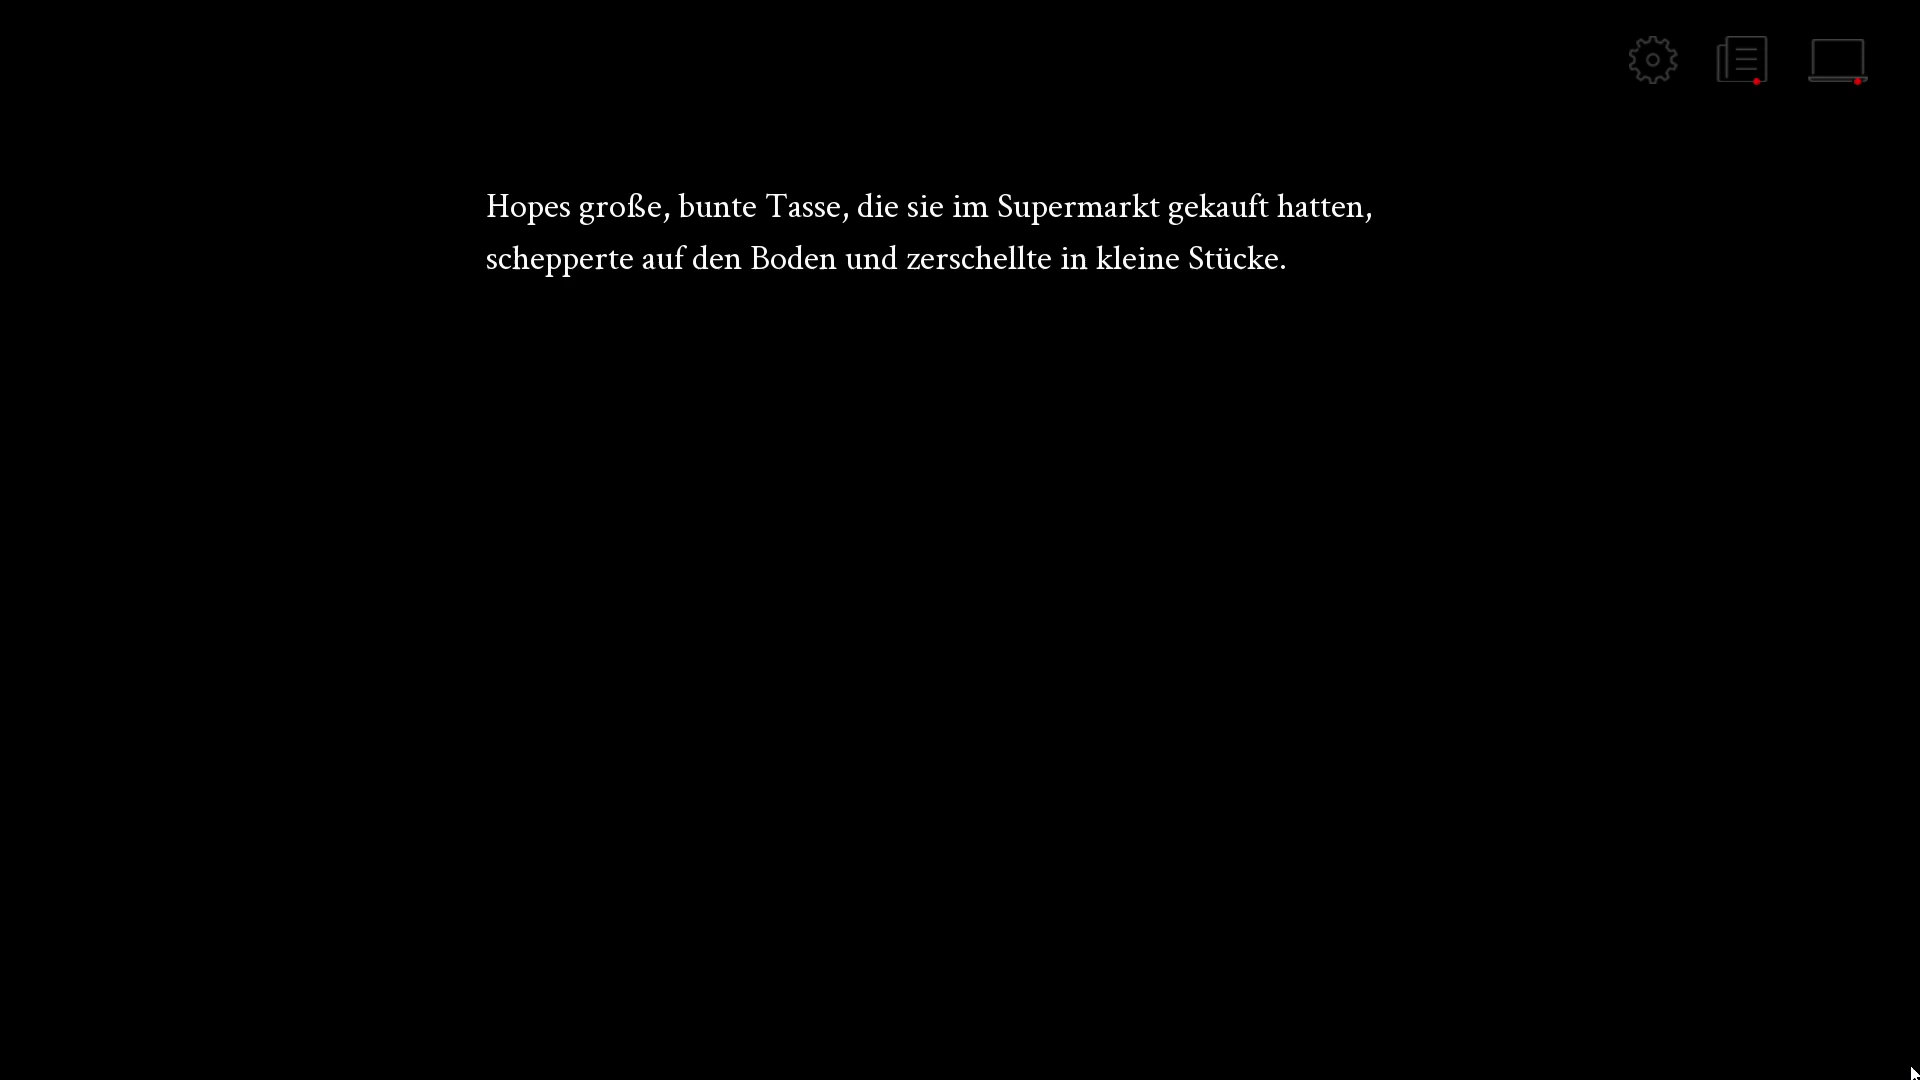 Hopes große, bunte Tasse, die sie im Supermarkt gekauft hatten,
schepperte auf den Boden und zerschellte in kleine Stücke.